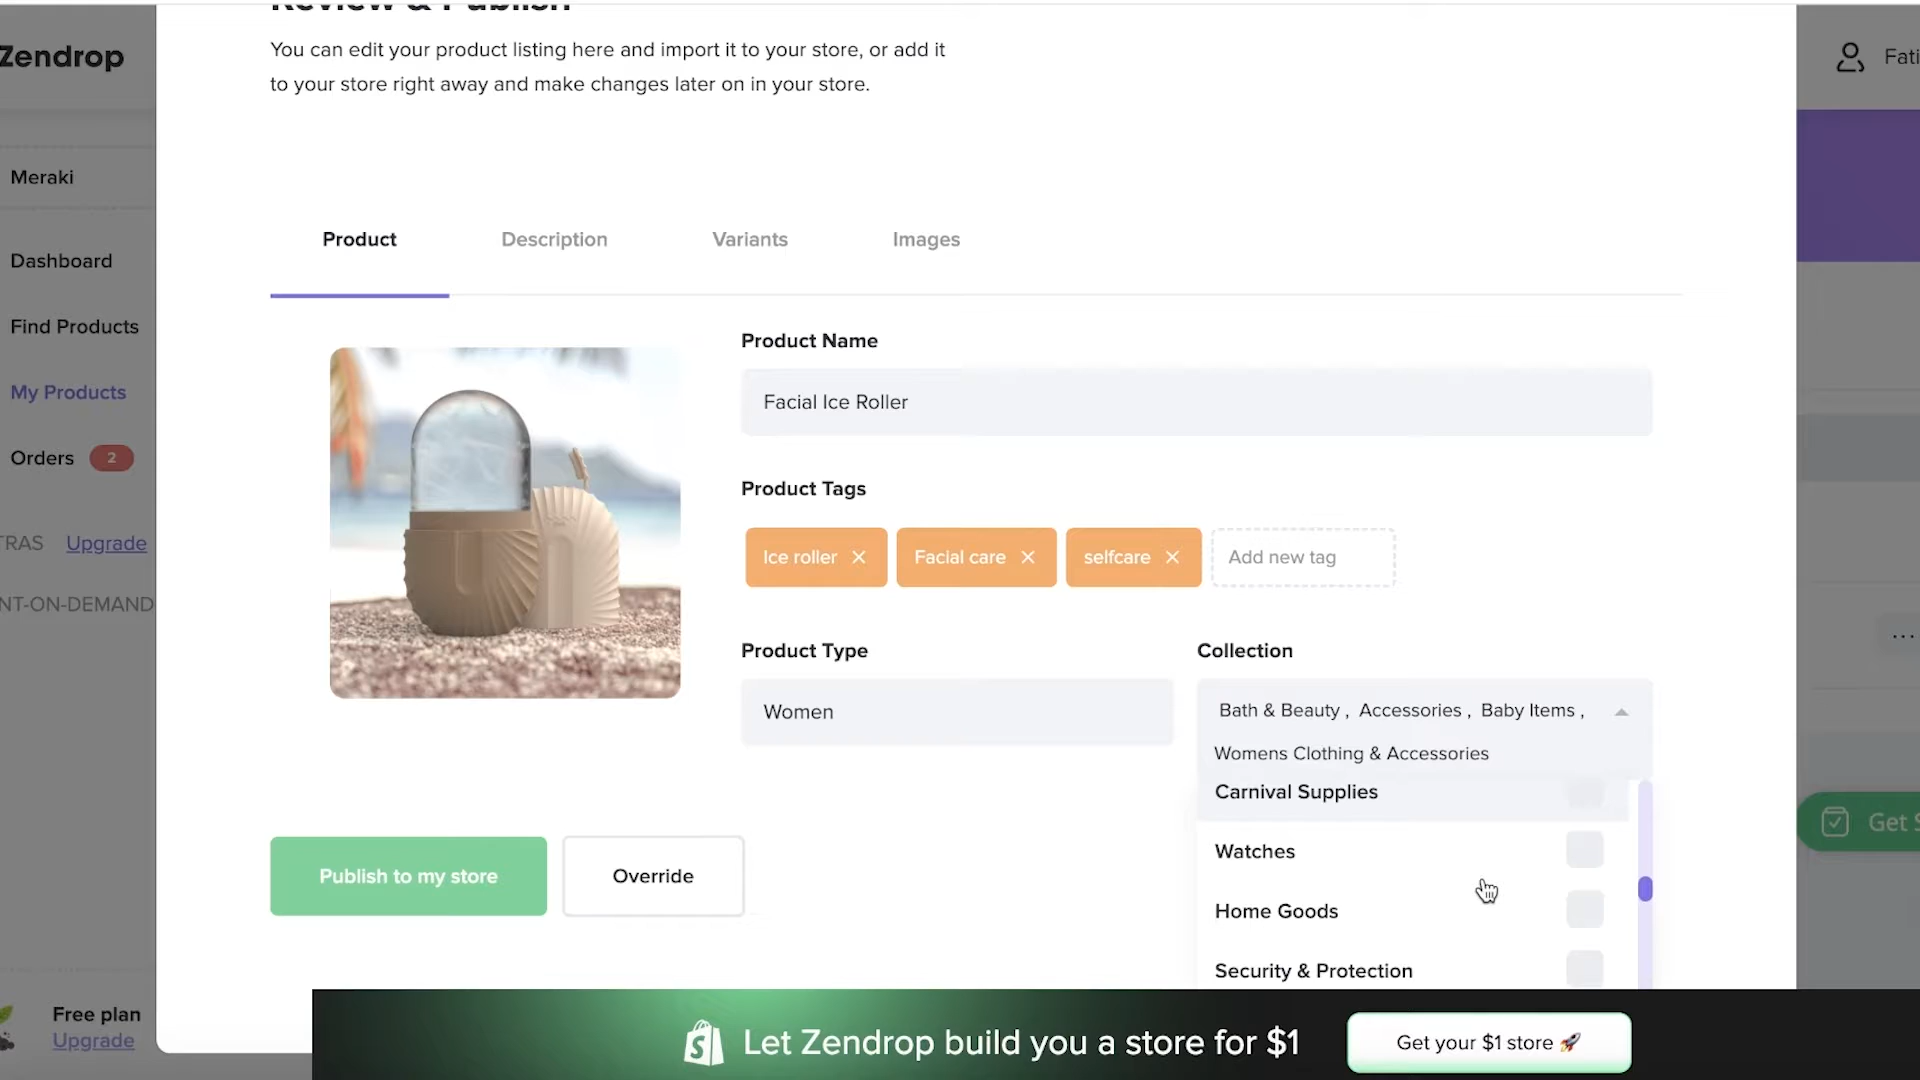 Review & Publish
Zendrop
You can edit your product listing here and import it to your store, or add it
to your store right away and make changes later on in your store.
Fati
Meraki
Dashboard
Find Products
My Products
Orders 2
TRAS Upgrade
NT-ON-DEMAND
Free plan
Upgrade
Product Description Variants Images
Product Name
Facial Ice Roller
Product Tags
Ice roller × Facial care × selfcare × Add new tag
Product Type
Women
Collection
Bath & Beauty , Accessories , Baby Items ,
Womens Clothing & Accessories
Carnival Supplies
Watches
Home Goods
Security & Protection
Publish to my store
Override
...
Get S
Let Zendrop build you a store for $1
Get your $1 store 🚀